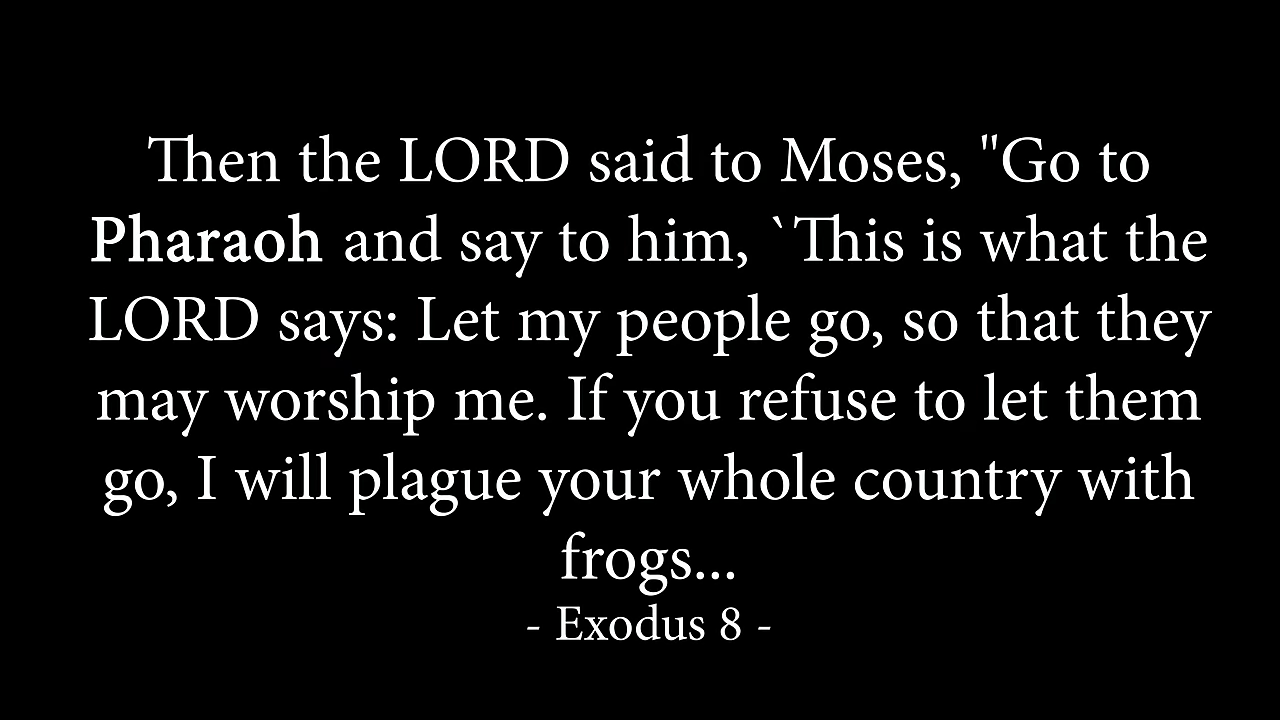 Then the LORD said to Moses, "Go to
Pharaoh and say to him, `This is what the
LORD says: Let my people go, so that they
may worship me. If you refuse to let them
go, I will plague your whole country with
frogs...
- Exodus 8 -